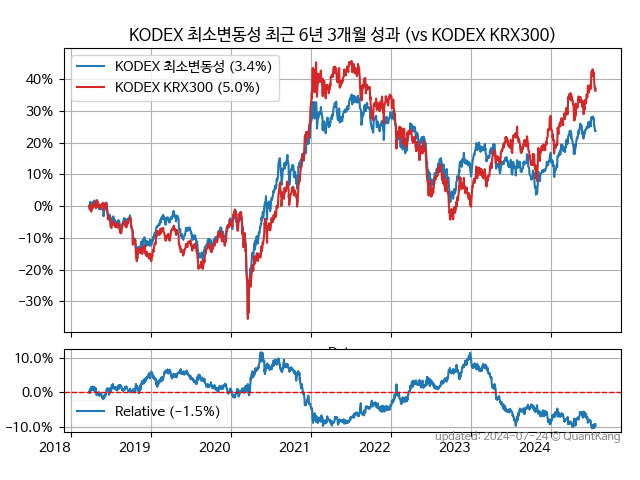 KODEX 최소변동성 최근 6년 3개월 성과 (vs KODEX KRX300)
KODEX 최소변동성 (3.4%)
KODEX KRX300 (5.0%)
40%
30%
20%
10%
0%
−10%
−20%
−30%
10.0%
0.0%
−10.0%
Relative (−1.5%)
updated: 2024-07-24 © QuantKang
2018 2019 2020 2021 2022 2023 2024